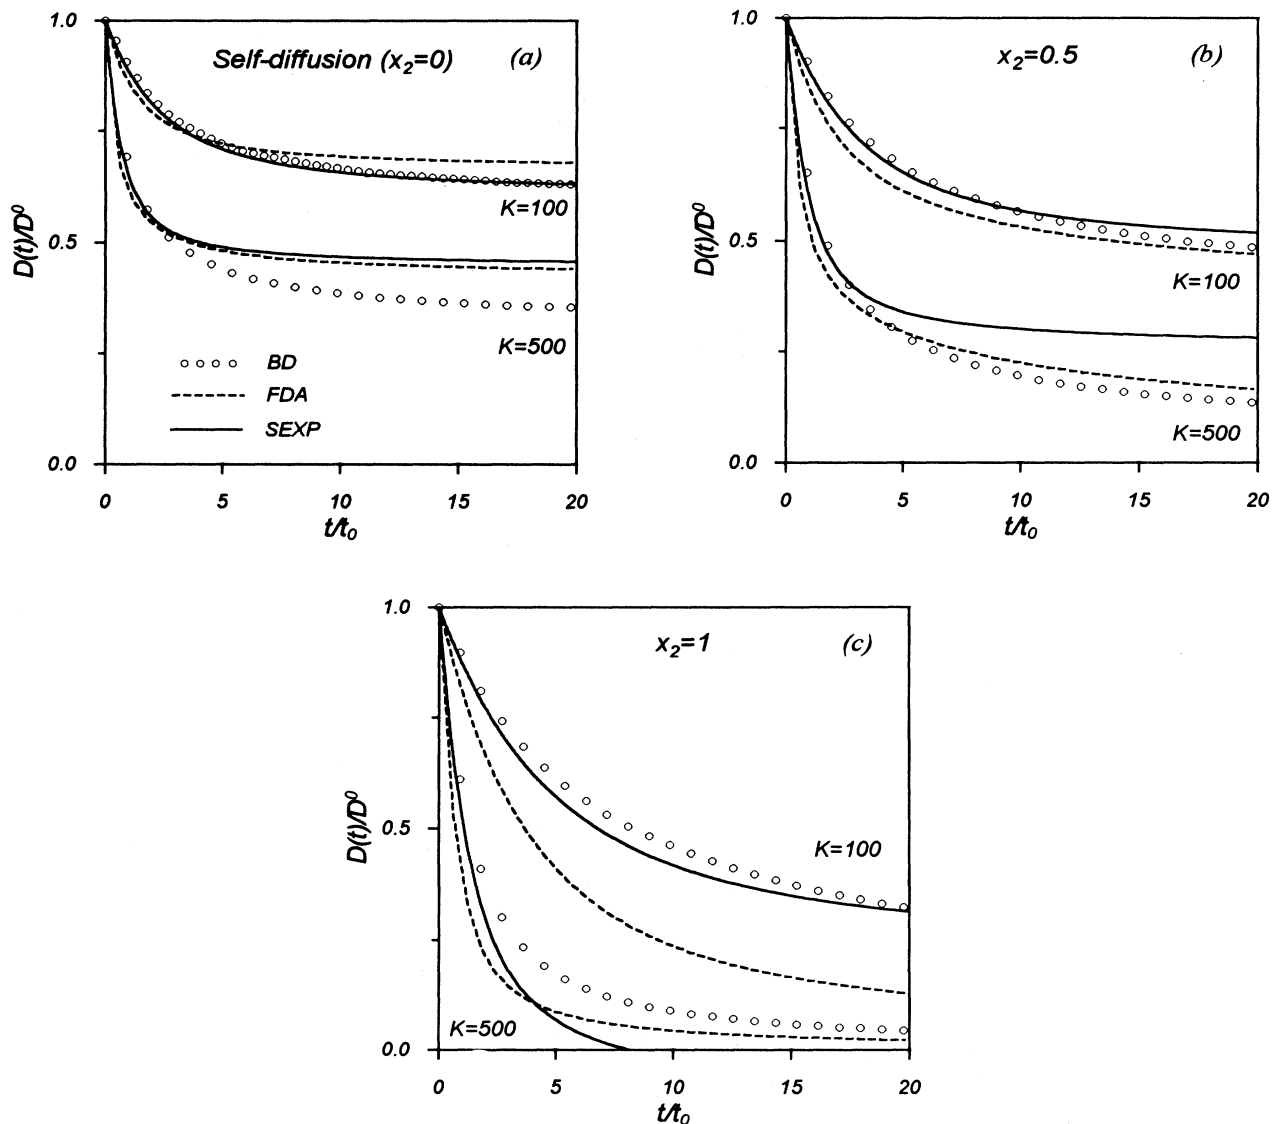 1.0
Self-diffusion (x₂=0) (a)
0.5
D(t)/D⁰
K=100
K=500
BD
FDA
SEXP
0.0
0 5 10 15 20
t/t₀
1.0
x₂=0.5 (b)
0.5
D(t)/D⁰
K=100
K=500
0.0
0 5 10 15 20
t/t₀
1.0
x₂=1 (c)
0.5
D(t)/D⁰
K=100
K=500
0.0
0 5 10 15 20
t/t₀